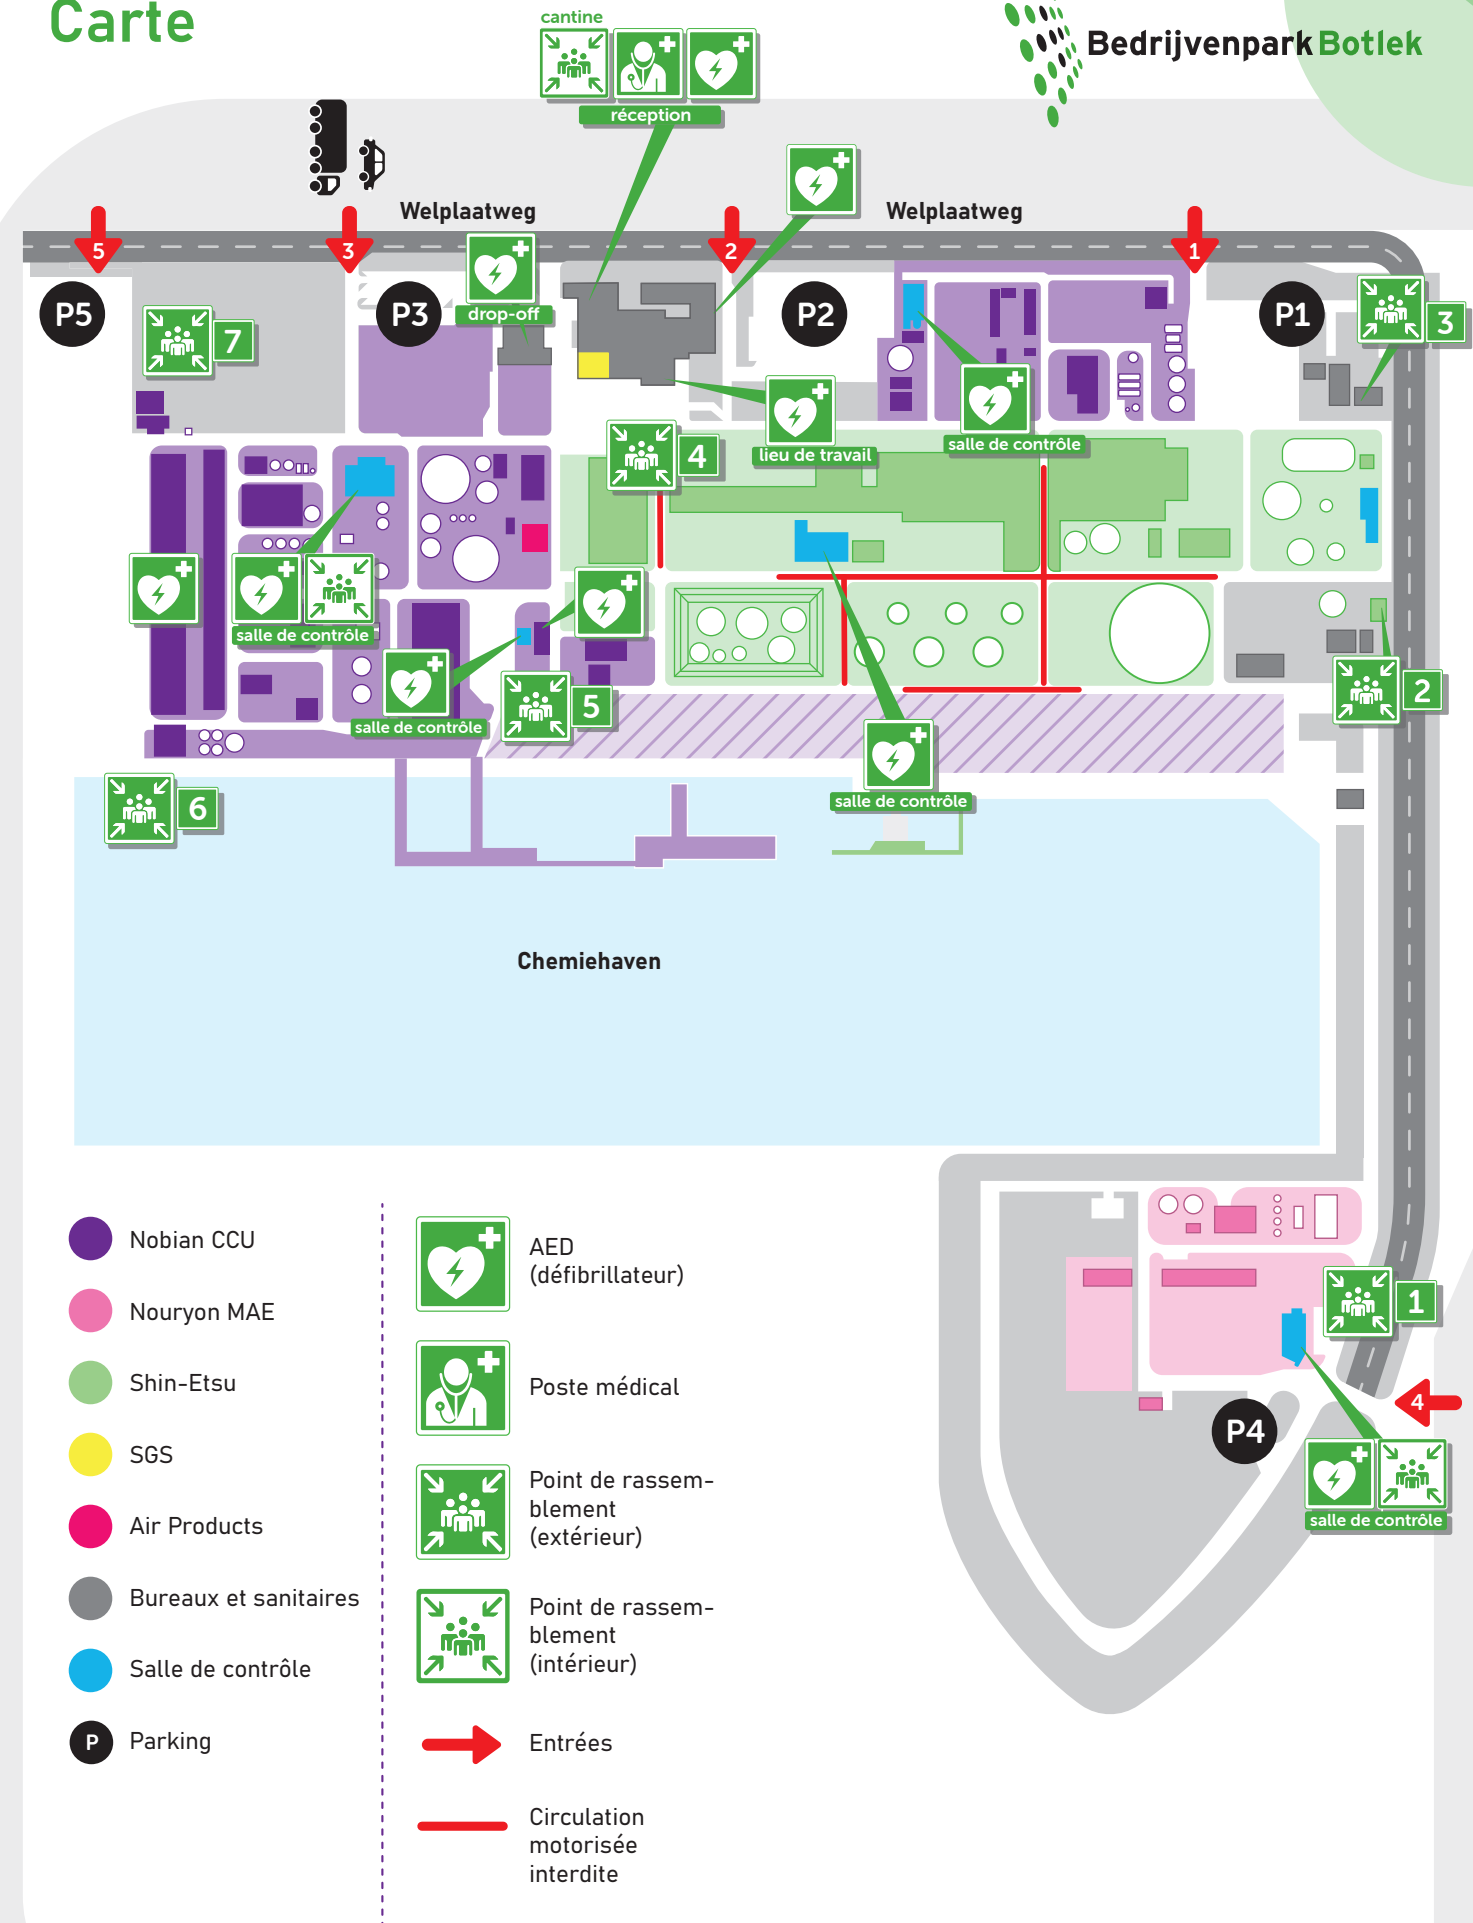 Carte
cantine
Bedrijvenpark Botlek
réception
Welplaatweg
Welplaatweg
5
3
2
1
P5
P3
P2
P1
drop-off
7
3
4
lieu de travail
salle de contrôle
salle de contrôle
salle de contrôle
5
2
6
salle de contrôle
Chemiehaven
1
4
P4
salle de contrôle
Nobian CCU
Nouryon MAE
Shin-Etsu
SGS
Air Products
Bureaux et sanitaires
Salle de contrôle
P
Parking
AED
(défibrillateur)
Poste médical
Point de rassem-
blement
(extérieur)
Point de rassem-
blement
(intérieur)
Entrées
Circulation
motorisée
interdite